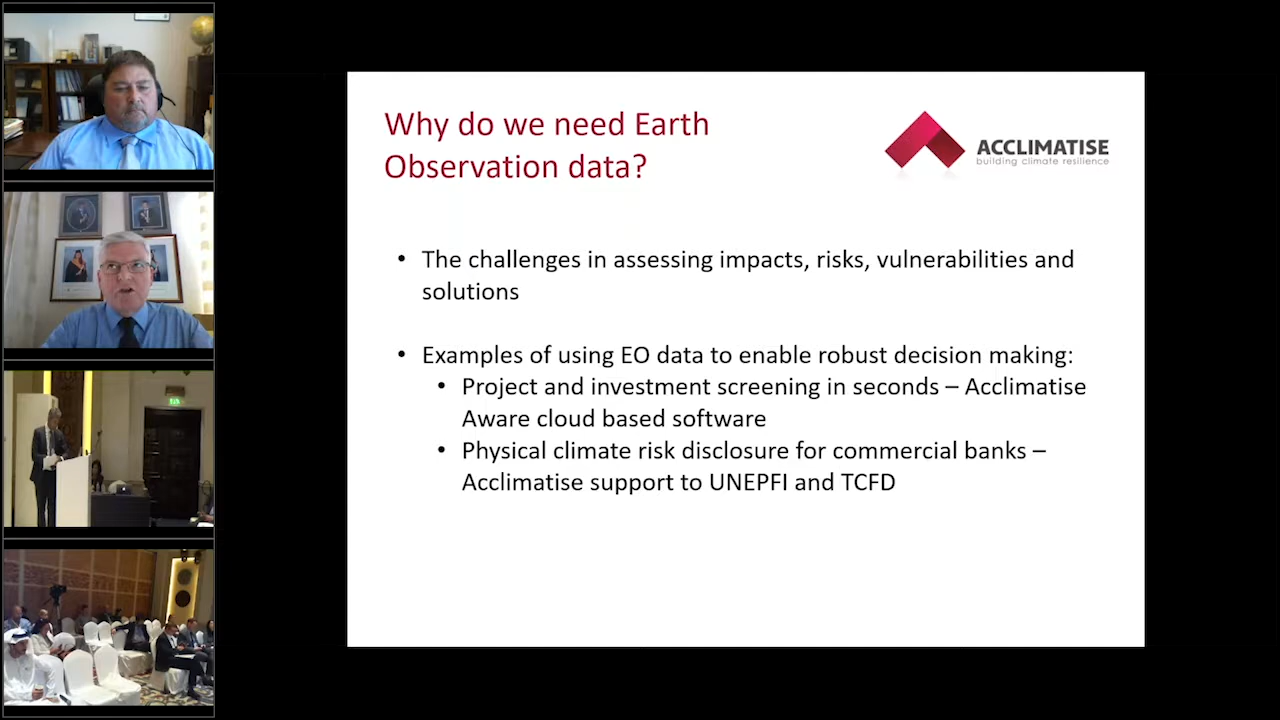 Why do we need Earth
Observation data?
ACCLIMATISE
building climate resilience
• The challenges in assessing impacts, risks, vulnerabilities and
solutions
• Examples of using EO data to enable robust decision making:
• Project and investment screening in seconds – Acclimatise
Aware cloud based software
• Physical climate risk disclosure for commercial banks –
Acclimatise support to UNEPFI and TCFD